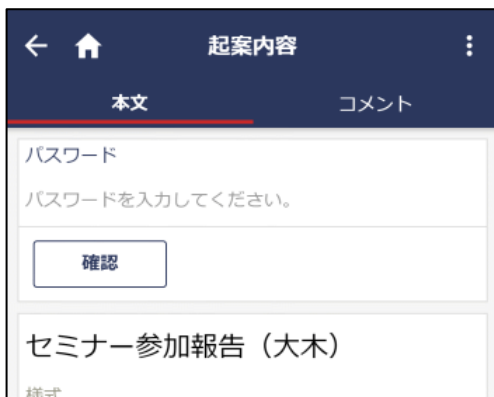 起案内容
本文 コメント
パスワード
パスワードを入力してください。
確認
セミナー参加報告（大木）
様式